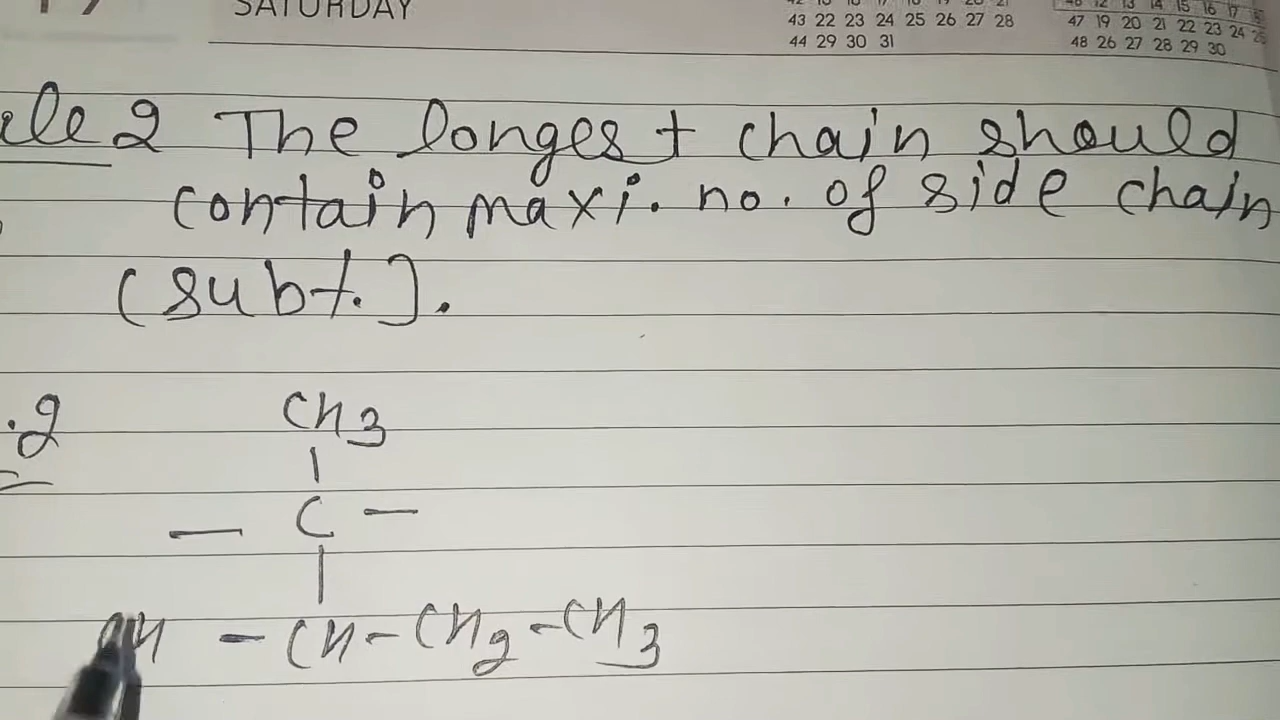 SATURDAY
43 22 23 24 25 26 27 28
44 29 30 31
47 19 20 21 22 23 24 25
48 26 27 28 29 30
2 The longest chain should
contain maxi. no. of side chain
(subt.).
CH3
|
— C —
|
CH — CH - CH2 - CH3